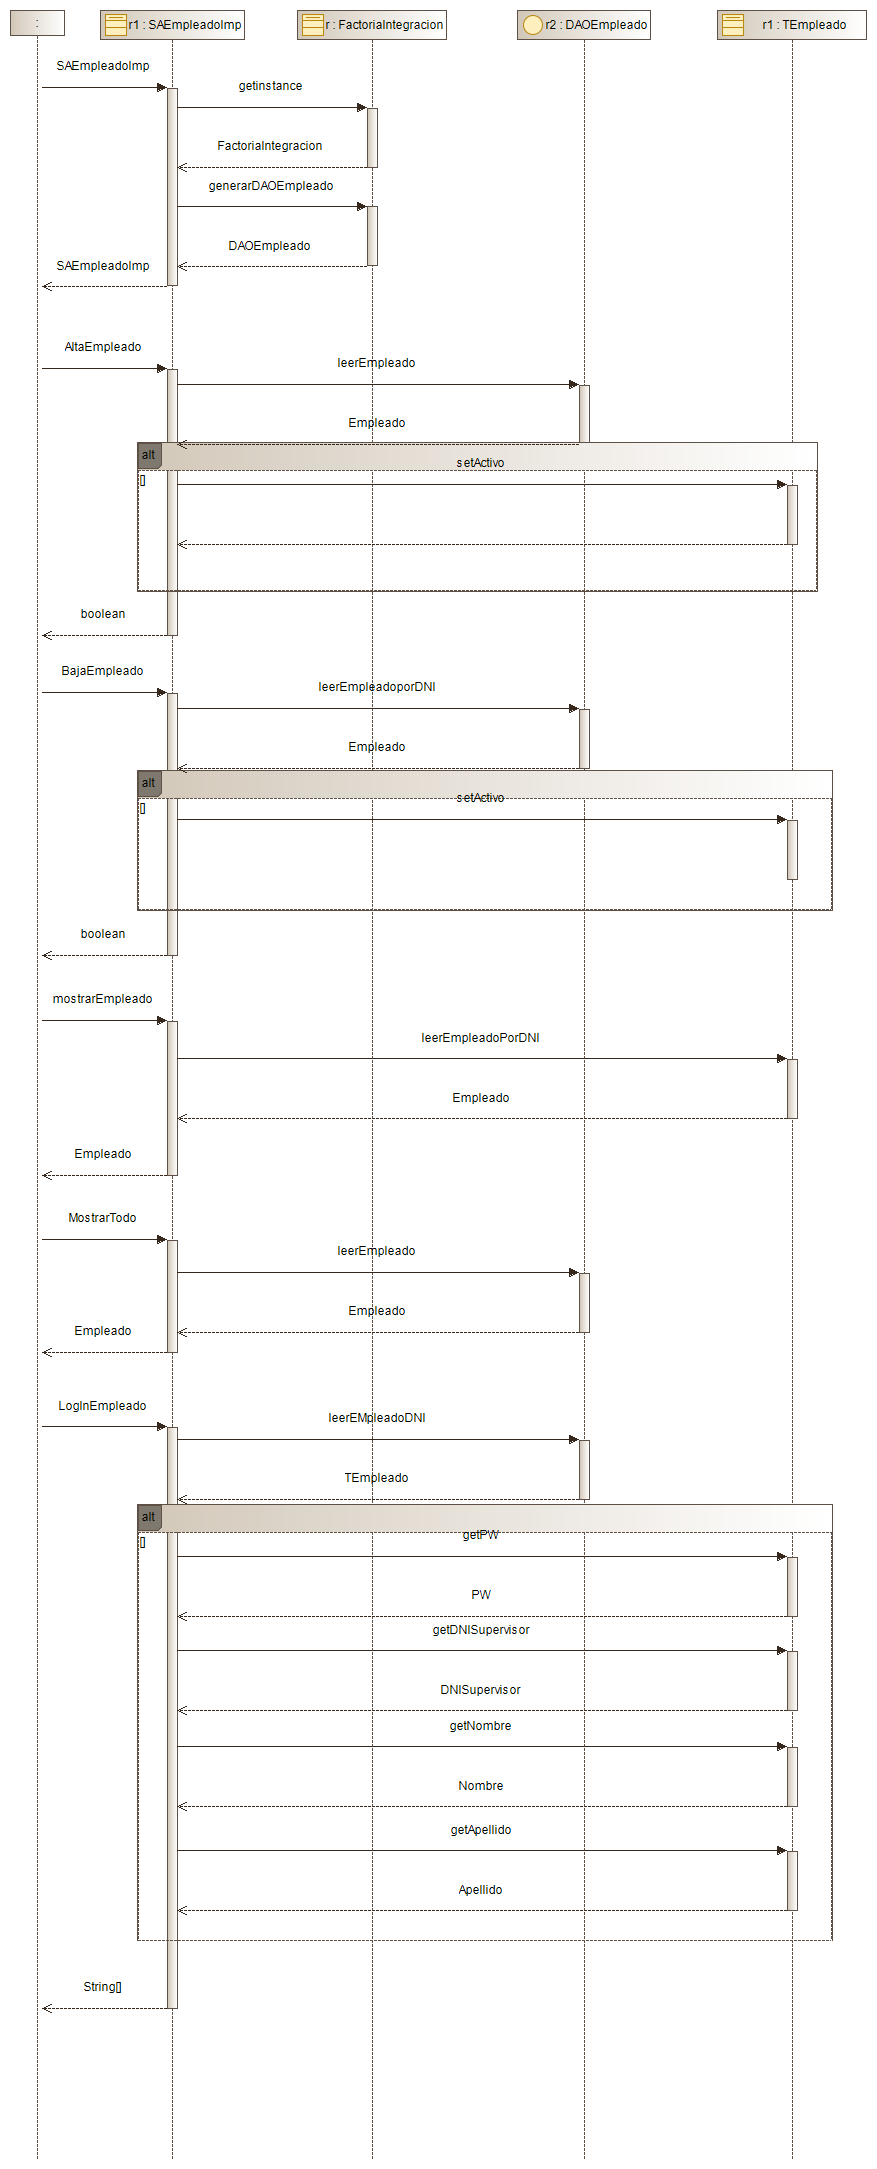 :
r1 : SAEmpleadoImp
r : FactoriaIntegracion
r2 : DAOEmpleado
r1 : TEmpleado
SAEmpleadoImp
getinstance
FactoriaIntegracion
generarDAOEmpleado
DAOEmpleado
SAEmpleadoImp
AltaEmpleado
leerEmpleado
Empleado
alt
setActivo
[]
boolean
BajaEmpleado
leerEmpleadoporDNI
Empleado
alt
setActivo
[]
boolean
mostrarEmpleado
leerEmpleadoPorDNI
Empleado
Empleado
MostrarTodo
leerEmpleado
Empleado
Empleado
LogInEmpleado
leerEMpleadoDNI
TEmpleado
alt
getPW
[]
PW
getDNISupervisor
DNISupervisor
getNombre
Nombre
getApellido
Apellido
String[]